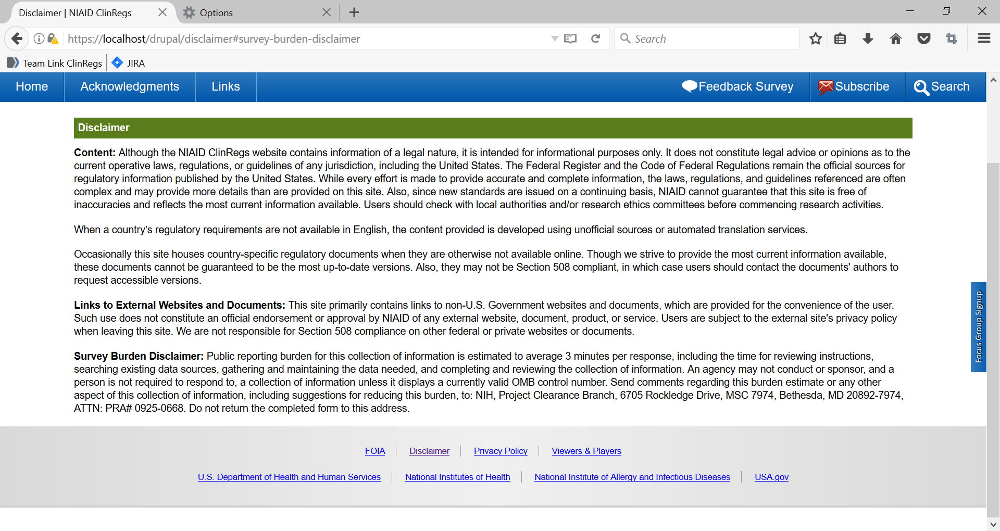 Disclaimer | NIAID ClinRegs
Options
https://localhost/drupal/disclaimer#survey-burden-disclaimer
Search
Team Link ClinRegs
JIRA
Home
Acknowledgments
Links
Feedback Survey
Subscribe
Search
Disclaimer
Content: Although the NIAID ClinRegs website contains information of a legal nature, it is intended for informational purposes only. It does not constitute legal advice or opinions as to the
current operative laws, regulations, or guidelines of any jurisdiction, including the United States. The Federal Register and the Code of Federal Regulations remain the official sources for
regulatory information published by the United States. While every effort is made to provide accurate and complete information, the laws, regulations, and guidelines referenced are often
complex and may provide more details than are provided on this site. Also, since new standards are issued on a continuing basis, NIAID cannot guarantee that this site is free of
inaccuracies and reflects the most current information available. Users should check with local authorities and/or research ethics committees before commencing research activities.
When a country’s regulatory requirements are not available in English, the content provided is developed using unofficial sources or automated translation services.
Occasionally this site houses country-specific regulatory documents when they are otherwise not available online. Though we strive to provide the most current information available,
these documents cannot be guaranteed to be the most up-to-date versions. Also, they may not be Section 508 compliant, in which case users should contact the documents' authors to
request accessible versions.
Links to External Websites and Documents: This site primarily contains links to non-U.S. Government websites and documents, which are provided for the convenience of the user.
Such use does not constitute an official endorsement or approval by NIAID of any external website, document, product, or service. Users are subject to the external site's privacy policy
when leaving this site. We are not responsible for Section 508 compliance on other federal or private websites or documents.
Focus Group Signup
Survey Burden Disclaimer: Public reporting burden for this collection of information is estimated to average 3 minutes per response, including the time for reviewing instructions,
searching existing data sources, gathering and maintaining the data needed, and completing and reviewing the collection of information. An agency may not conduct or sponsor, and a
person is not required to respond to, a collection of information unless it displays a currently valid OMB control number. Send comments regarding this burden estimate or any other
aspect of this collection of information, including suggestions for reducing this burden, to: NIH, Project Clearance Branch, 6705 Rockledge Drive, MSC 7974, Bethesda, MD 20892-7974,
ATTN: PRA# 0925-0668. Do not return the completed form to this address.
FOIA
Disclaimer
Privacy Policy
Viewers & Players
U.S. Department of Health and Human Services
National Institutes of Health
National Institute of Allergy and Infectious Diseases
USA.gov